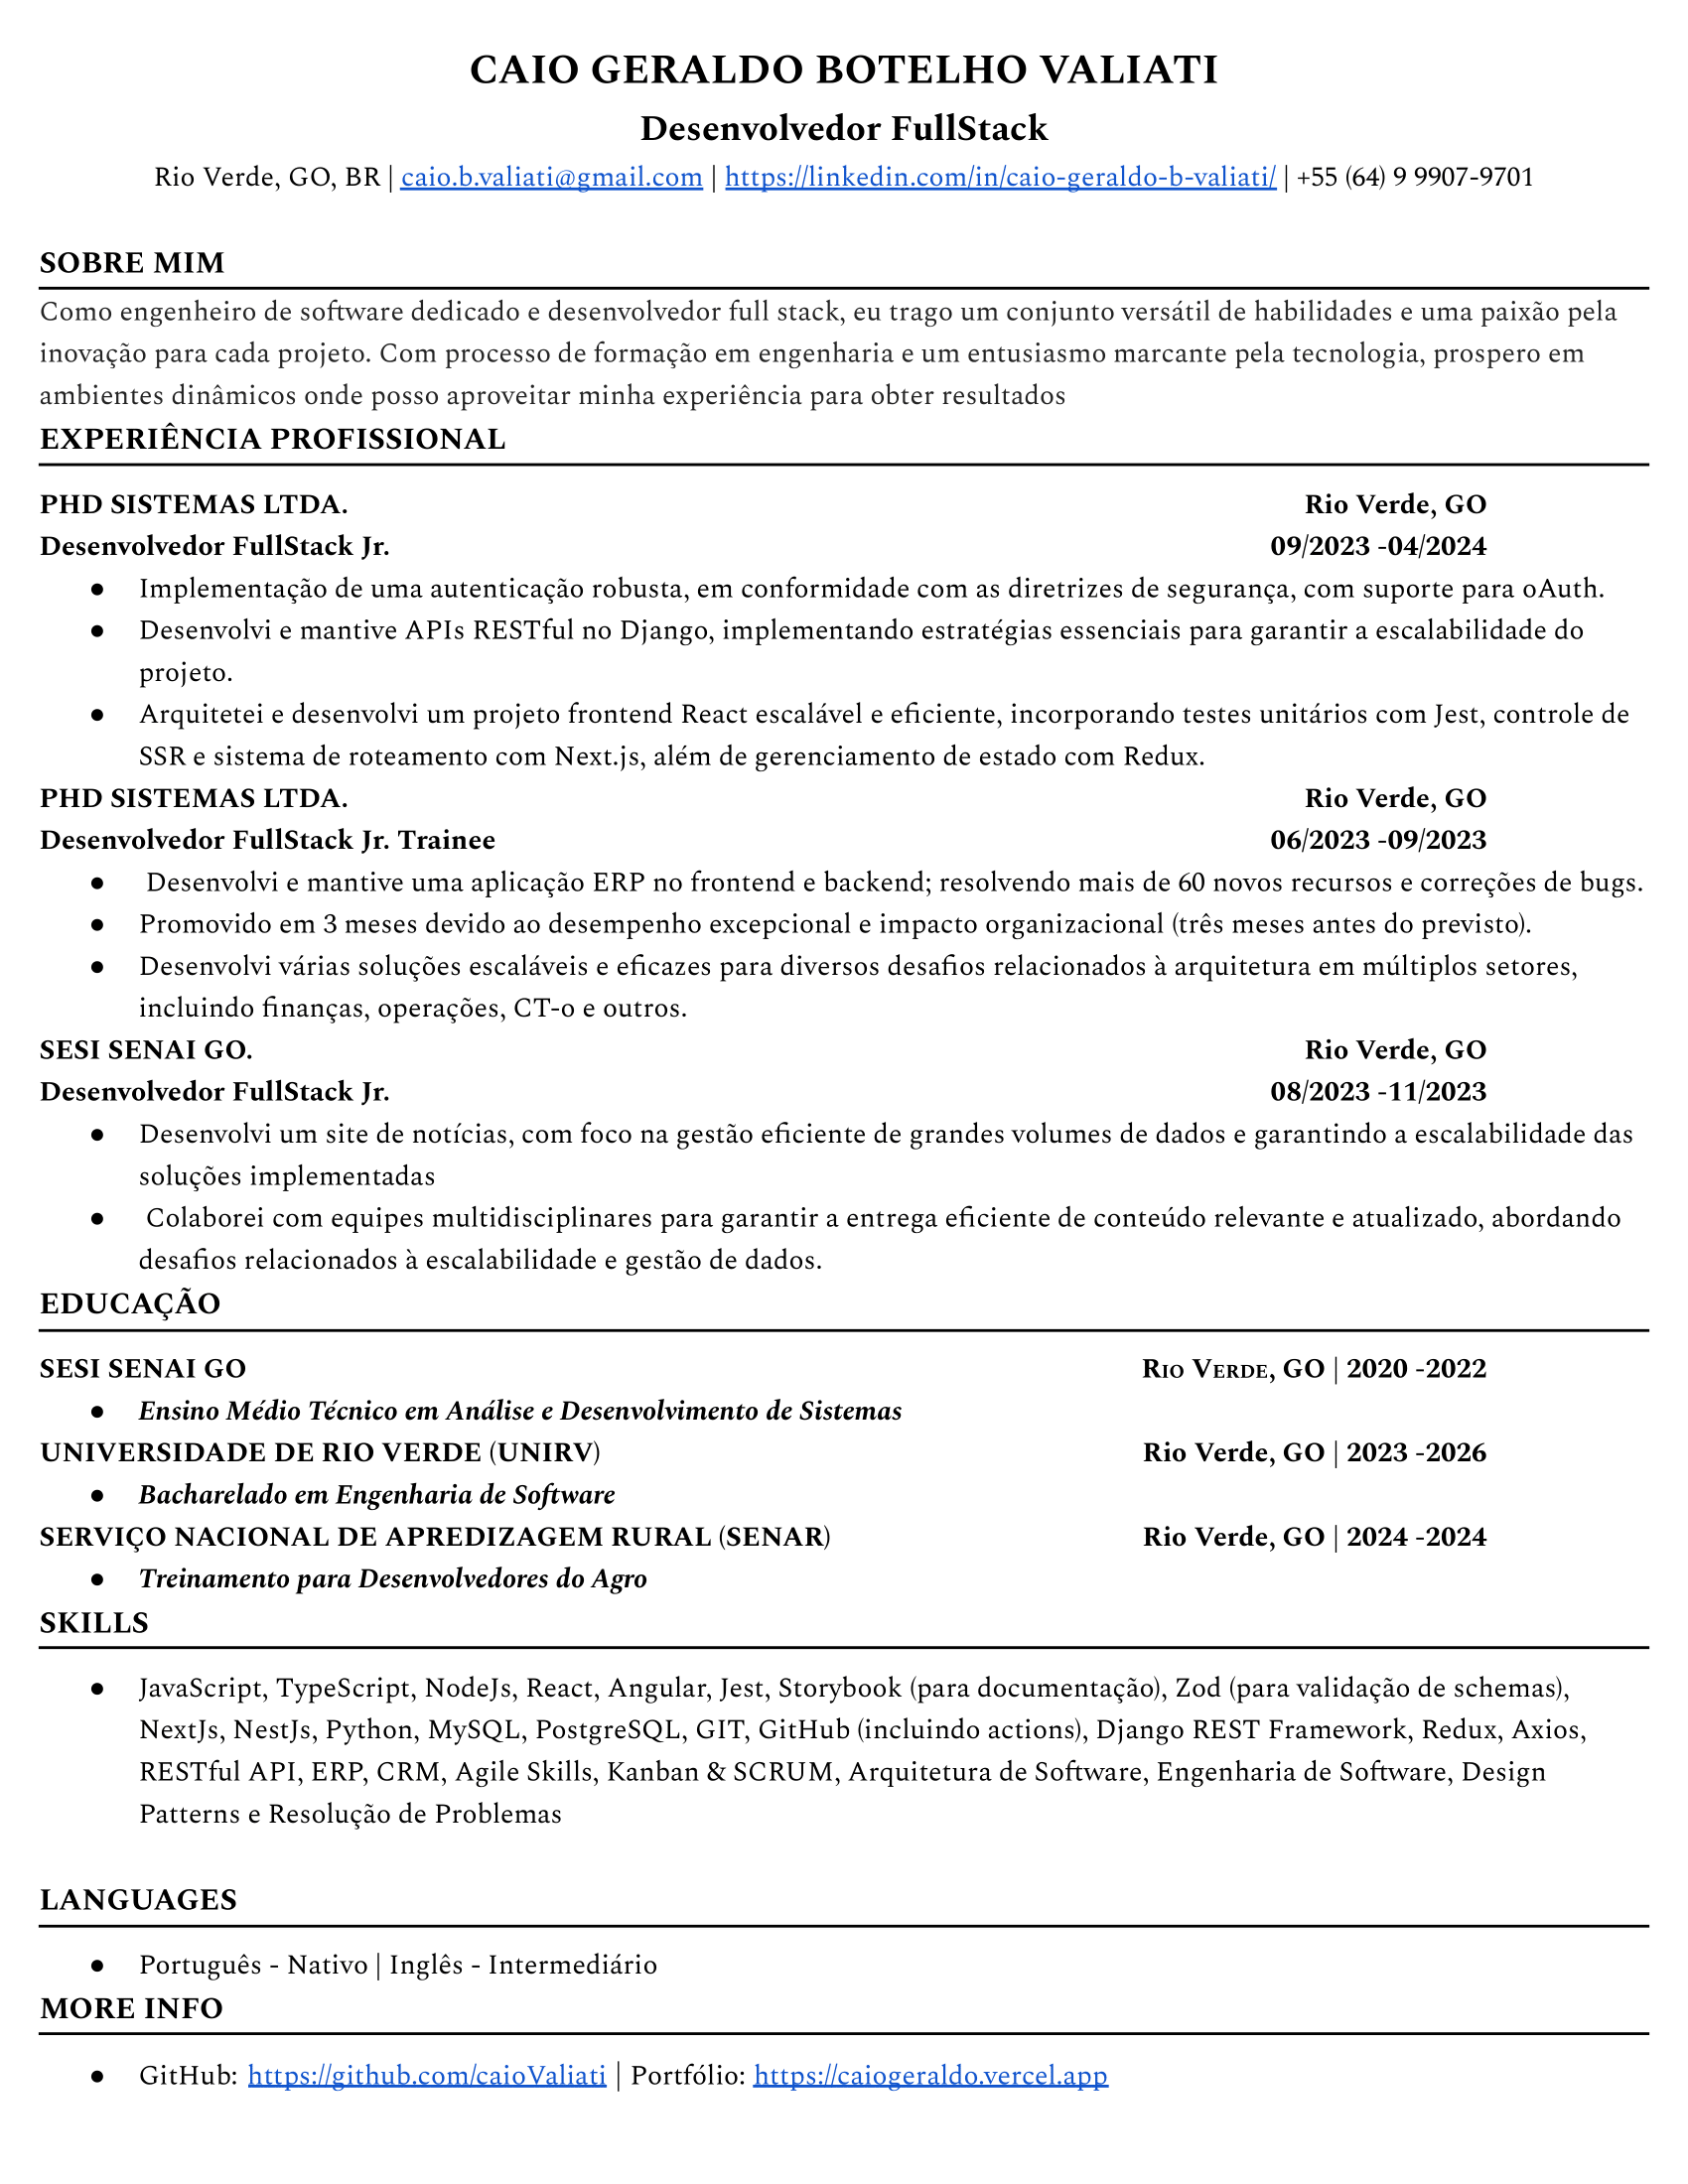 CAIO GERALDO BOTELHO VALIATI
Desenvolvedor FullStack
Rio Verde, GO, BR | caio.b.valiati@gmail.com | https://linkedin.com/in/caio-geraldo-b-valiati/ | +55 (64) 9 9907-9701
SOBRE MIM
Como engenheiro de software dedicado e desenvolvedor full stack, eu trago um conjunto versátil de habilidades e uma paixão pela
inovação para cada projeto. Com processo de formação em engenharia e um entusiasmo marcante pela tecnologia, prospero em
ambientes dinâmicos onde posso aproveitar minha experiência para obter resultados
EXPERIÊNCIA PROFISSIONAL
PHD SISTEMAS LTDA. Rio Verde, GO
Desenvolvedor FullStack Jr. 09/2023 -04/2024
● Implementação de uma autenticação robusta, em conformidade com as diretrizes de segurança, com suporte para oAuth.
● Desenvolvi e mantive APIs RESTful no Django, implementando estratégias essenciais para garantir a escalabilidade do
projeto.
● Arquitetei e desenvolvi um projeto frontend React escalável e eficiente, incorporando testes unitários com Jest, controle de
SSR e sistema de roteamento com Next.js, além de gerenciamento de estado com Redux.
PHD SISTEMAS LTDA. Rio Verde, GO
Desenvolvedor FullStack Jr. Trainee 06/2023 -09/2023
● Desenvolvi e mantive uma aplicação ERP no frontend e backend; resolvendo mais de 60 novos recursos e correções de bugs.
● Promovido em 3 meses devido ao desempenho excepcional e impacto organizacional (três meses antes do previsto).
● Desenvolvi várias soluções escaláveis e eficazes para diversos desafios relacionados à arquitetura em múltiplos setores,
incluindo finanças, operações, CT-o e outros.
SESI SENAI GO. Rio Verde, GO
Desenvolvedor FullStack Jr. 08/2023 -11/2023
● Desenvolvi um site de notícias, com foco na gestão eficiente de grandes volumes de dados e garantindo a escalabilidade das
soluções implementadas
● Colaborei com equipes multidisciplinares para garantir a entrega eficiente de conteúdo relevante e atualizado, abordando
desafios relacionados à escalabilidade e gestão de dados.
EDUCAÇÃO
SESI SENAI GO Rio Verde, GO | 2020 -2022
● Ensino Médio Técnico em Análise e Desenvolvimento de Sistemas
UNIVERSIDADE DE RIO VERDE (UNIRV) Rio Verde, GO | 2023 -2026
● Bacharelado em Engenharia de Software
SERVIÇO NACIONAL DE APREDIZAGEM RURAL (SENAR) Rio Verde, GO | 2024 -2024
● Treinamento para Desenvolvedores do Agro
SKILLS
● JavaScript, TypeScript, NodeJs, React, Angular, Jest, Storybook (para documentação), Zod (para validação de schemas),
NextJs, NestJs, Python, MySQL, PostgreSQL, GIT, GitHub (incluindo actions), Django REST Framework, Redux, Axios,
RESTful API, ERP, CRM, Agile Skills, Kanban & SCRUM, Arquitetura de Software, Engenharia de Software, Design
Patterns e Resolução de Problemas
LANGUAGES
● Português - Nativo | Inglês - Intermediário
MORE INFO
● GitHub: https://github.com/caioValiati | Portfólio: https://caiogeraldo.vercel.app